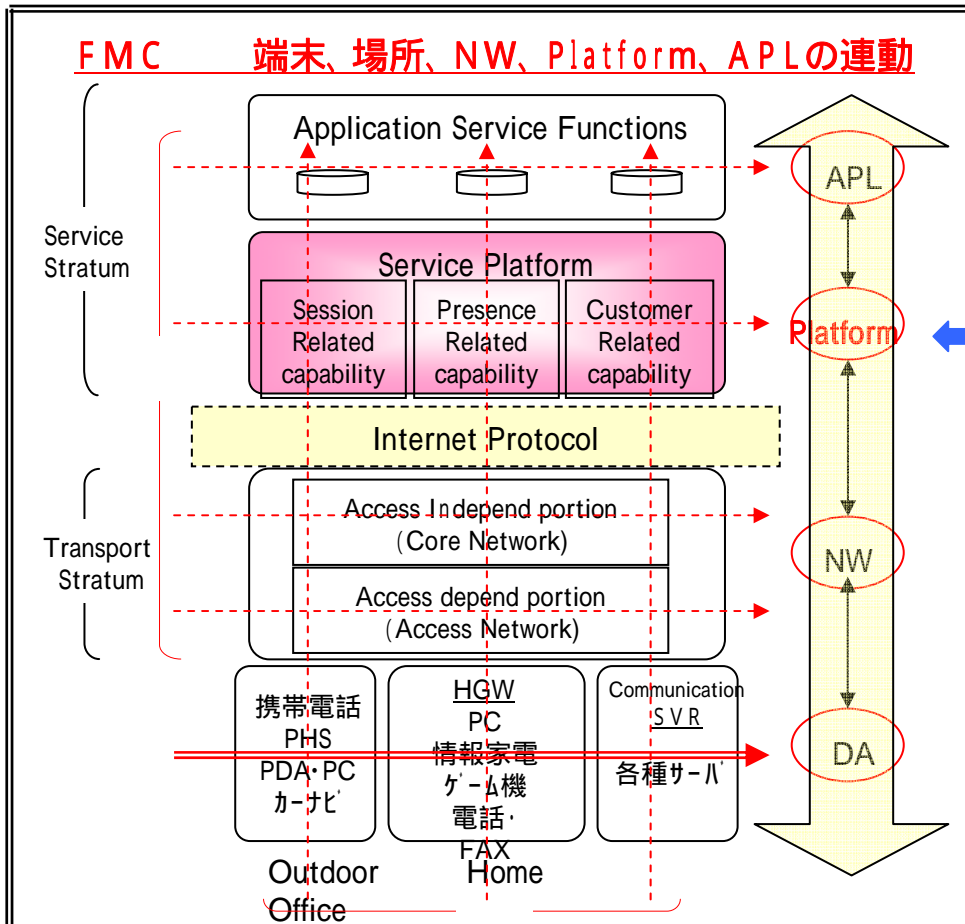 FMC 端末、場所、NW、Platform、APLの連動
Application Service Functions
APL
Service
Stratum
Service Platform
Session
Related
capability
Presence
Related
capability
Customer
Related
capability
Platform
Internet Protocol
Transport
Stratum
Access Independ portion
(Core Network)
NW
Access depend portion
(Access Network)
携帯電話
PHS
PDA・PC
カーナビ
HGW
PC
情報家電
ゲーム機
電話・
FAX
Communication
SVR
各種サーバ
DA
Outdoor
Office
Home